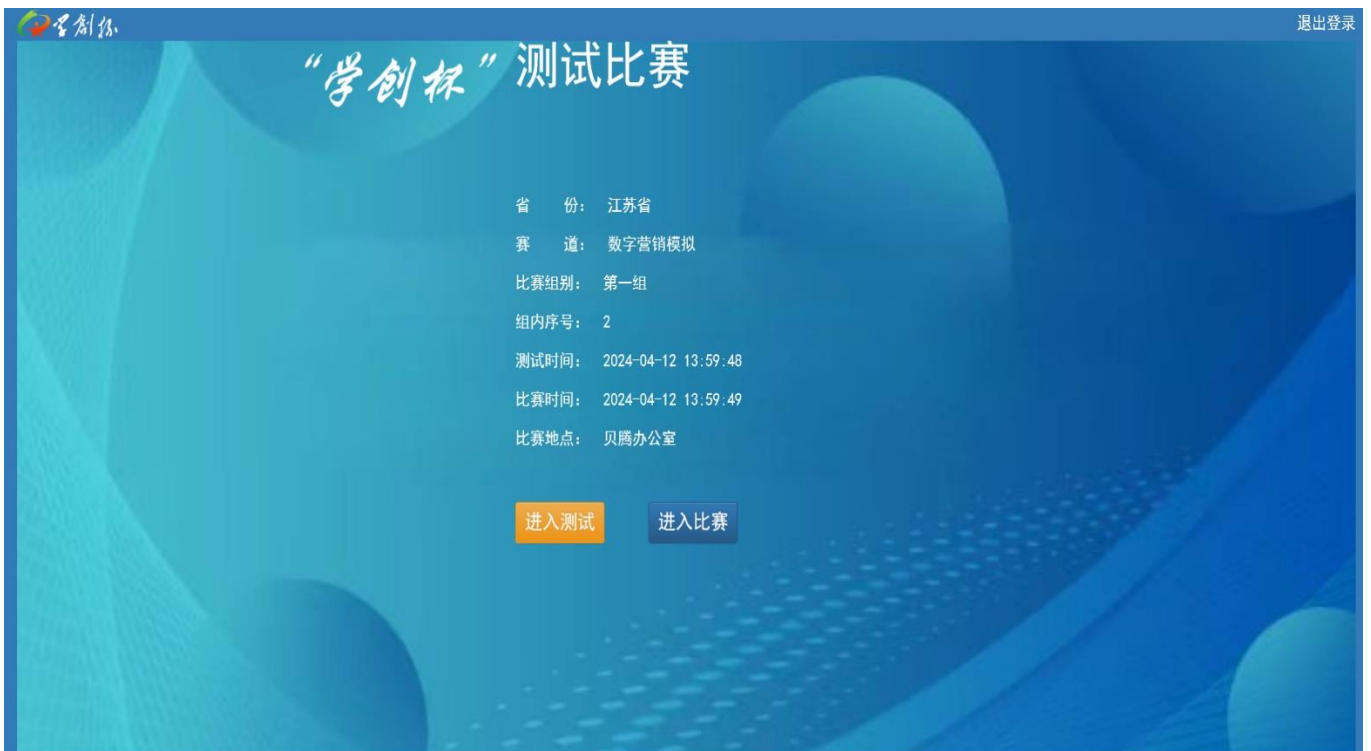 学创杯
退出登录
“学创杯”测试比赛
省 份： 江苏省
赛 道： 数字营销模拟
比赛组别： 第一组
组内序号： 2
测试时间： 2024-04-12 13:59:48
比赛时间： 2024-04-12 13:59:49
比赛地点： 贝腾办公室
进入测试 进入比赛